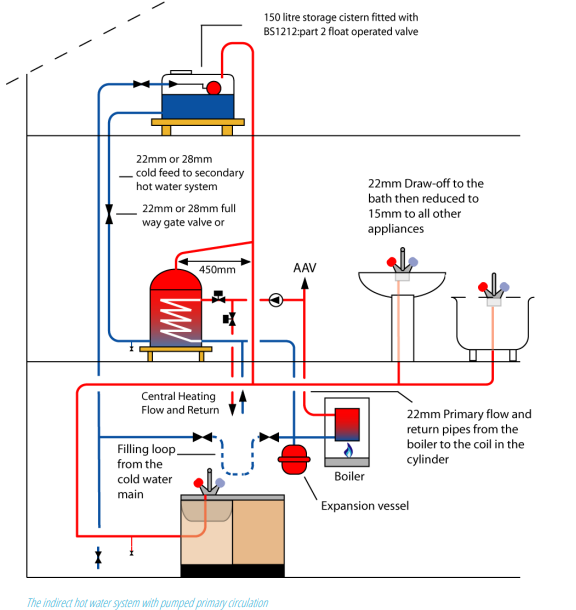 150 litre storage cistern fitted with
BS1212:part 2 float operated valve
22mm or 28mm
cold feed to secondary
hot water system
22mm or 28mm full
way gate valve or
22mm Draw-off to the
bath then reduced to
15mm to all other
appliances
450mm
AAV
Central Heating
Flow and Return
22mm Primary flow and
return pipes from the
boiler to the coil in the
cylinder
Filling loop
from the
cold water
main
Boiler
Expansion vessel
The indirect hot water system with pumped primary circulation